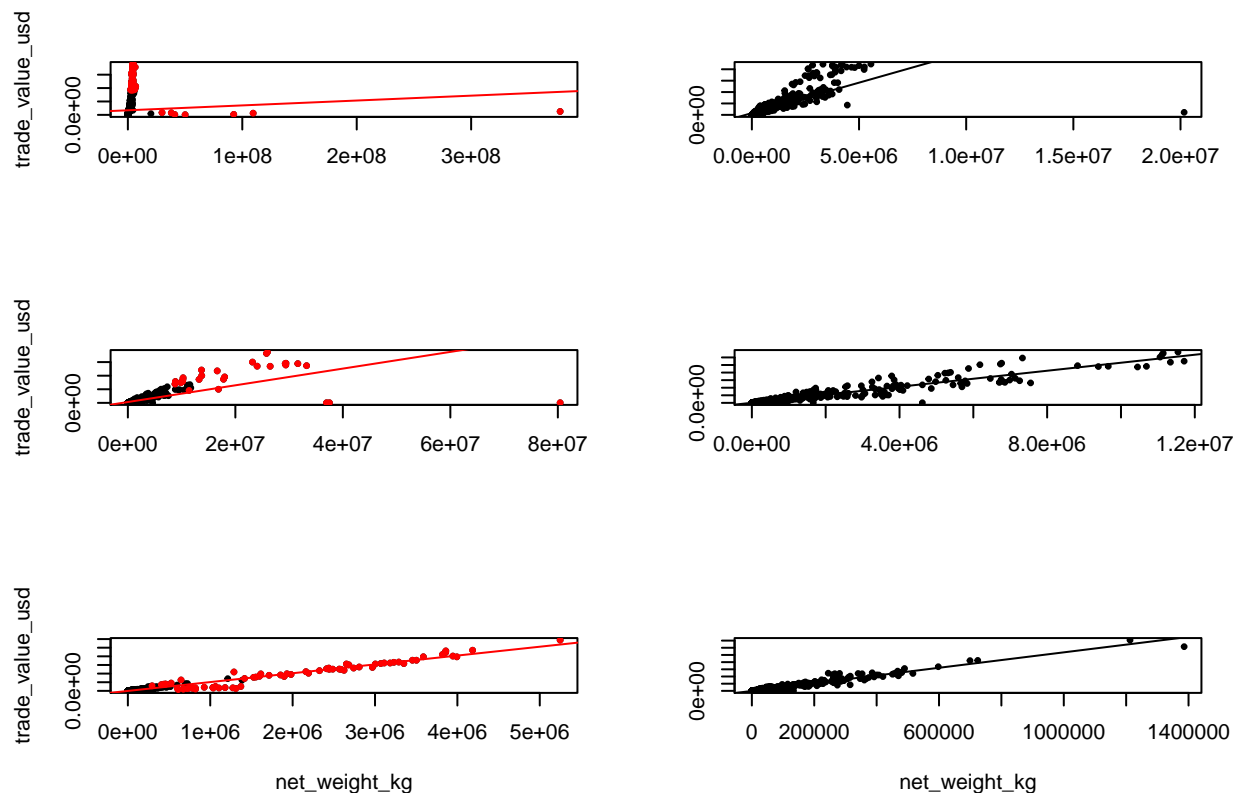 trade_value_usd
0.0e+00
0e+00 1e+08 2e+08 3e+08
0e+00
0.0e+00 5.0e+06 1.0e+07 1.5e+07 2.0e+07
trade_value_usd
0e+00
0e+00 2e+07 4e+07 6e+07 8e+07
0.0e+00
0.0e+00 4.0e+06 8.0e+06 1.2e+07
trade_value_usd
0.0e+00
0e+00 1e+06 2e+06 3e+06 4e+06 5e+06
net_weight_kg
0e+00
0 200000 600000 1000000 1400000
net_weight_kg